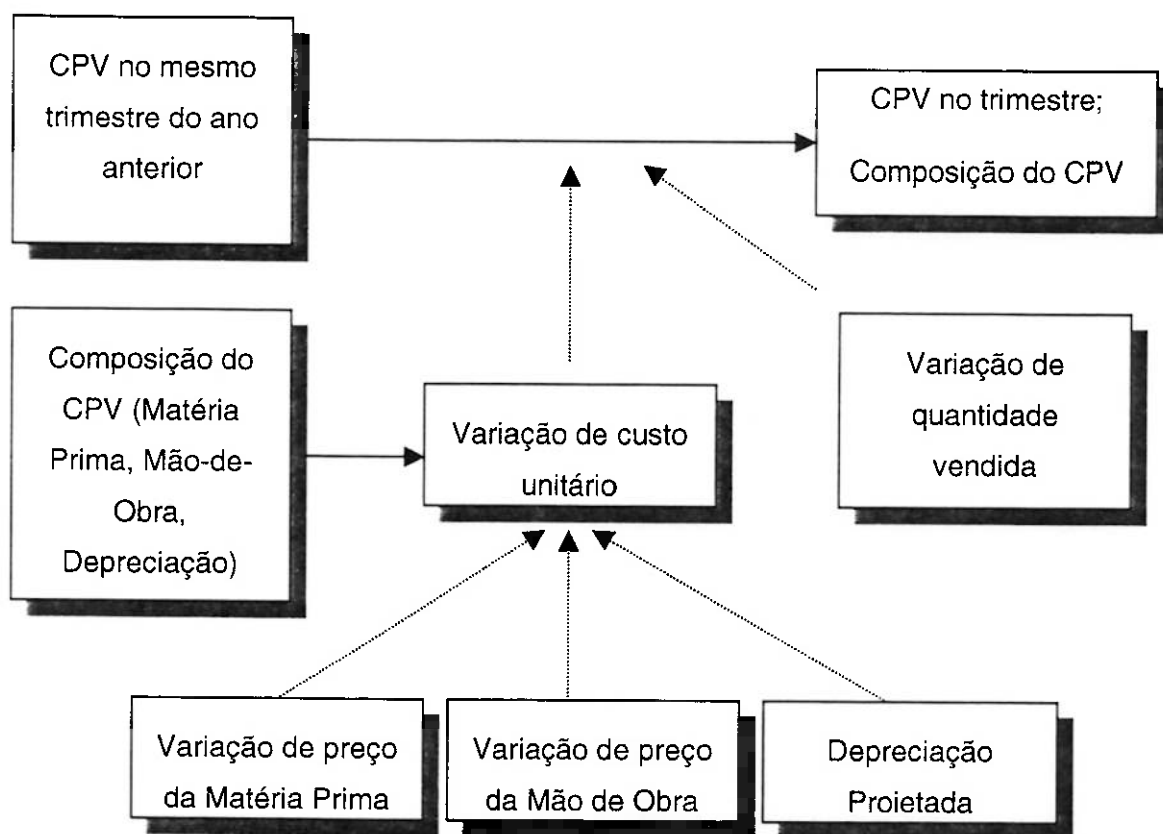 CPV no mesmo
trimestre do ano
anterior
CPV no trimestre;
Composição do CPV
Composição do
CPV (Matéria
Prima, Mão-de-
Obra,
Depreciação)
Variação de custo
unitário
Variação de
quantidade
vendida
Variação de preço
da Matéria Prima
Variação de preço
da Mão de Obra
Depreciação
Proietada